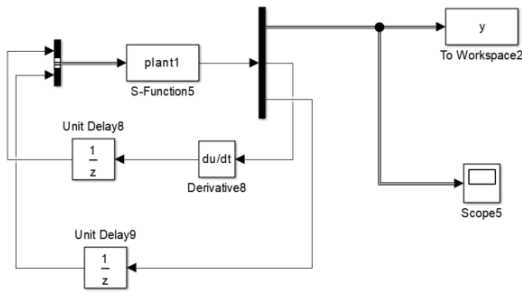 y
To Workspace2
plant1
S-Function5
Unit Delay8
1
z
du/dt
Derivative8
Scope5
Unit Delay9
1
z